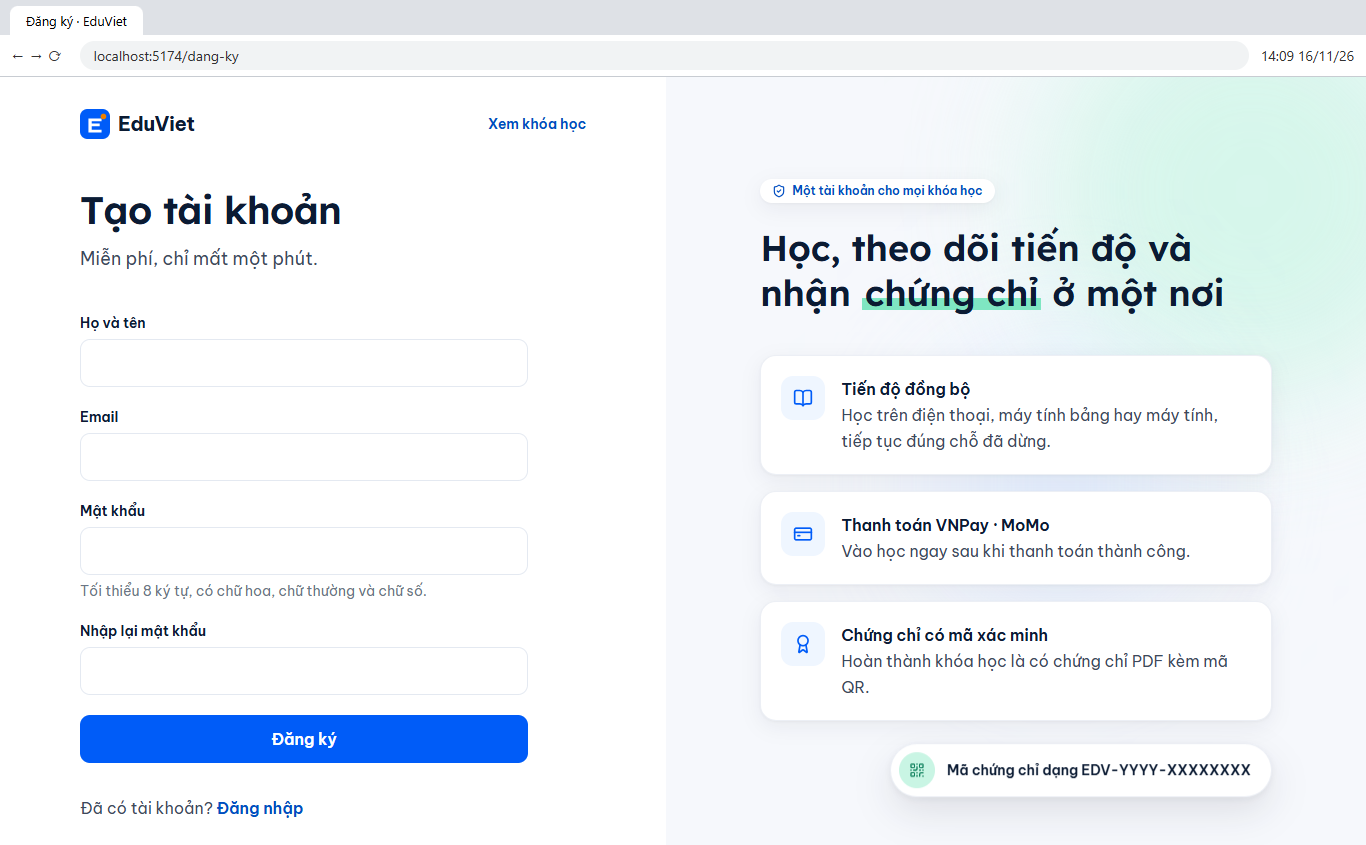 Đăng ký · EduViet
localhost:5174/dang-ky
14:09 16/11/26
EduViet
Xem khóa học
Tạo tài khoản
Miễn phí, chỉ mất một phút.
Họ và tên
Email
Mật khẩu
Tối thiểu 8 ký tự, có chữ hoa, chữ thường và chữ số.
Nhập lại mật khẩu
Đăng ký
Đã có tài khoản? Đăng nhập
Một tài khoản cho mọi khóa học
Học, theo dõi tiến độ và
nhận chứng chỉ ở một nơi
Tiến độ đồng bộ
Học trên điện thoại, máy tính bảng hay máy tính,
tiếp tục đúng chỗ đã dừng.
Thanh toán VNPay · MoMo
Vào học ngay sau khi thanh toán thành công.
Chứng chỉ có mã xác minh
Hoàn thành khóa học là có chứng chỉ PDF kèm mã
QR.
Mã chứng chỉ dạng EDV-YYYY-XXXXXXXX